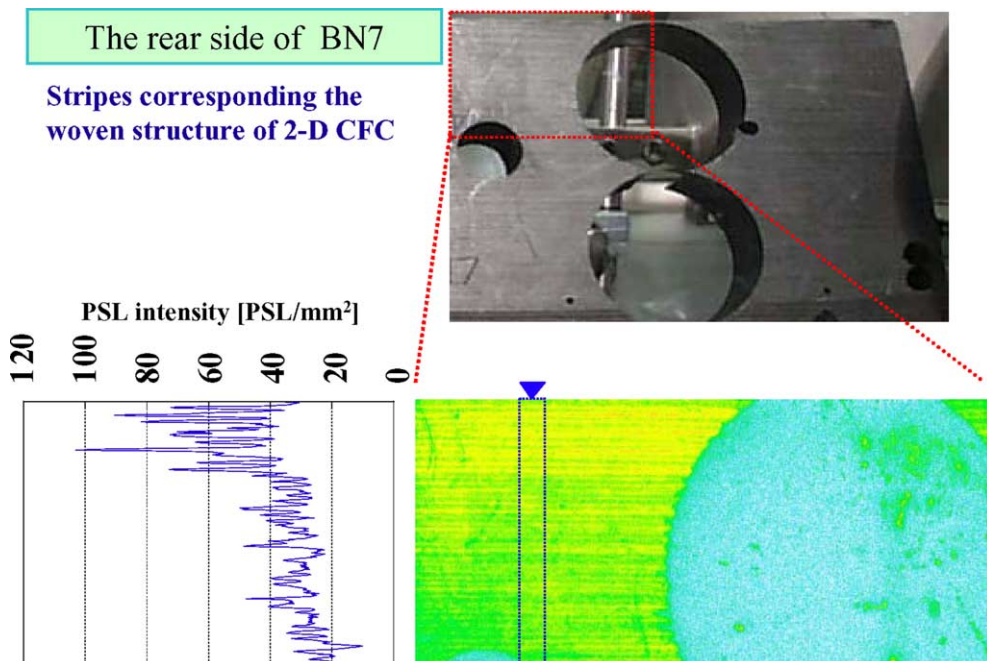 The rear side of BN7
Stripes corresponding the
woven structure of 2-D CFC
PSL intensity [PSL/mm²]
120
100
80
60
40
20
0